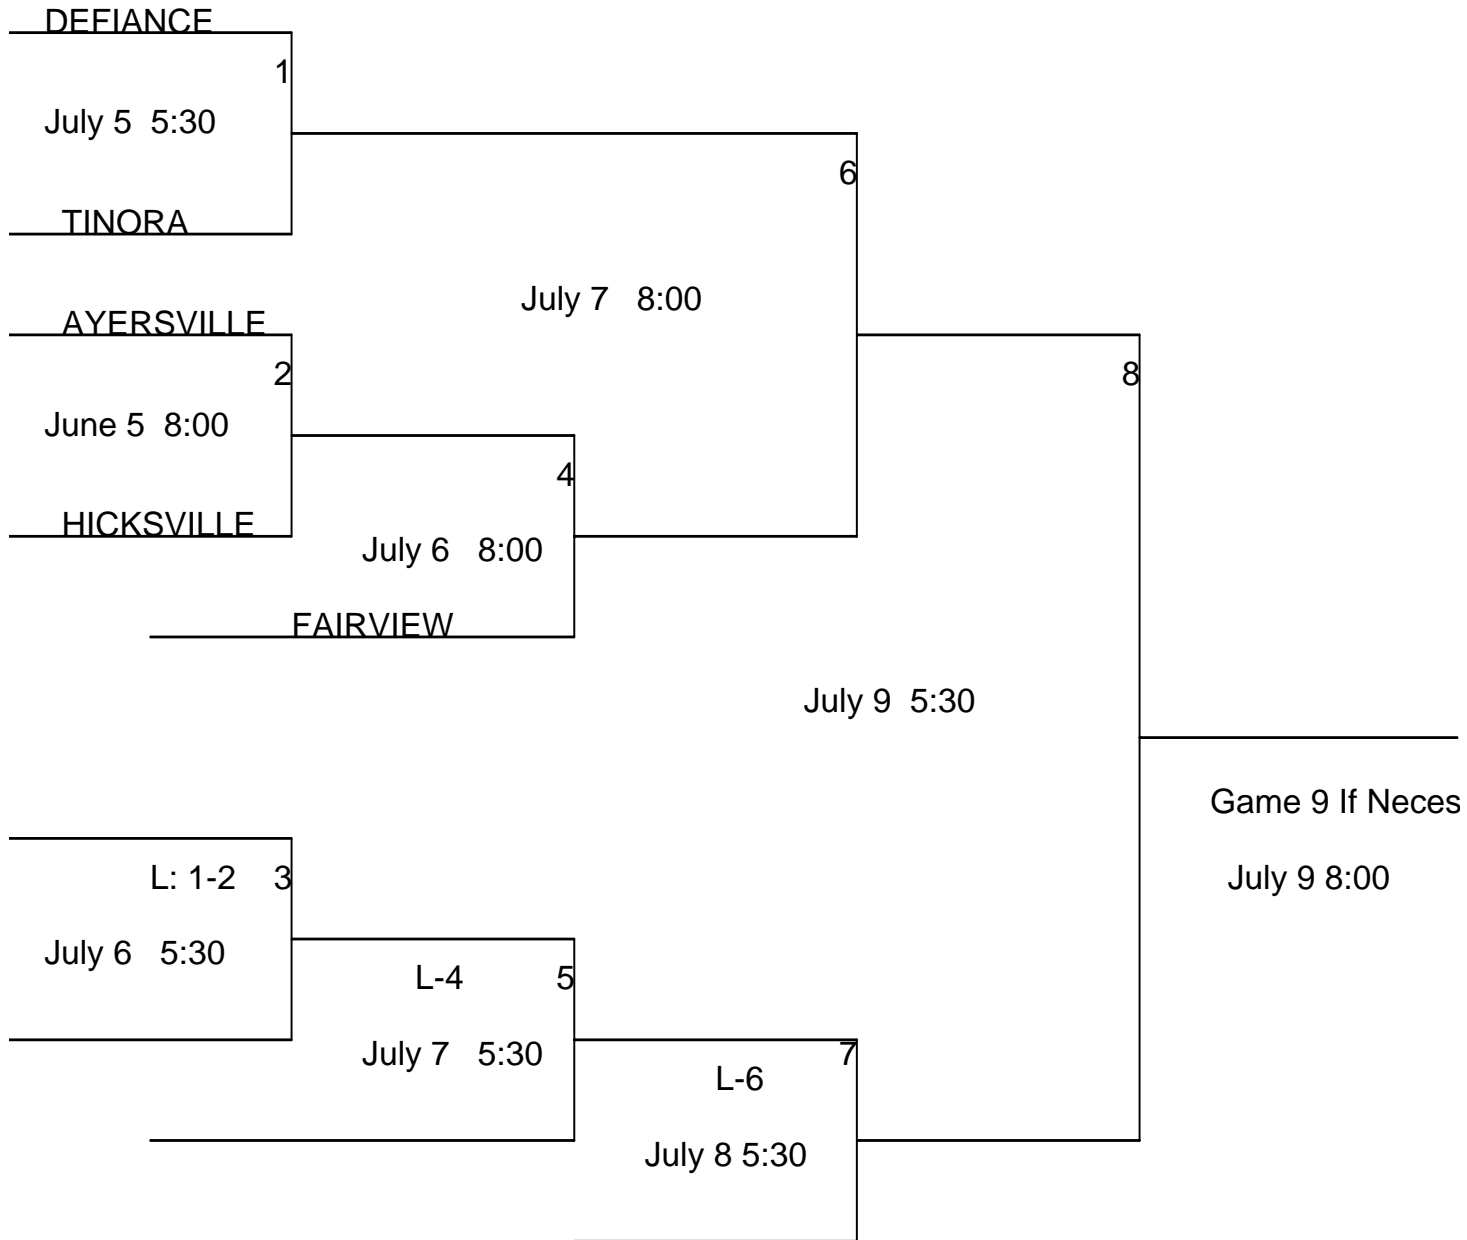 DEFIANCE
1
July 5 5:30
6
TINORA
July 7 8:00
AYERSVILLE
2
8
June 5 8:00
4
HICKSVILLE
July 6 8:00
FAIRVIEW
July 9 5:30
Game 9 If Neces
L: 1-2 3
July 9 8:00
July 6 5:30
L-4 5
July 7 5:30
7
L-6
July 8 5:30